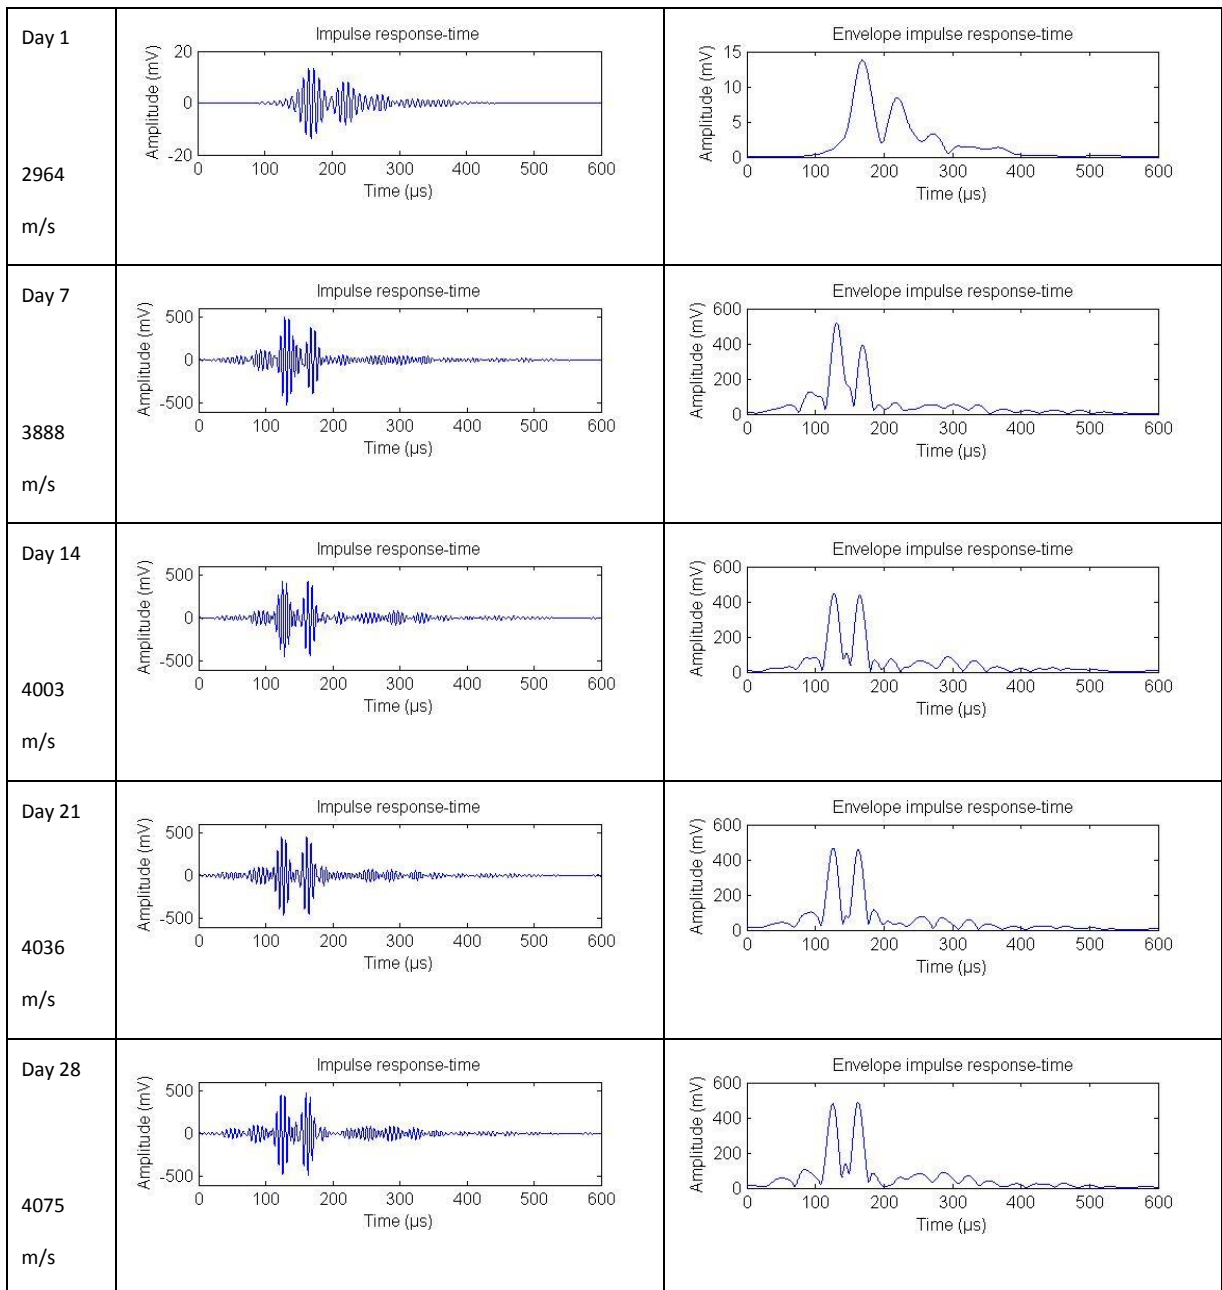 Day 1
2964
m/s
Impulse response-time
Amplitude (mV)
20
0
-20
0 100 200 300 400 500 600
Time (µs)
Envelope impulse response-time
Amplitude (mV)
15
10
5
0
0 100 200 300 400 500 600
Time (µs)
Day 7
3888
m/s
Impulse response-time
Amplitude (mV)
500
0
-500
0 100 200 300 400 500 600
Time (µs)
Envelope impulse response-time
Amplitude (mV)
600
400
200
0
0 100 200 300 400 500 600
Time (µs)
Day 14
4003
m/s
Impulse response-time
Amplitude (mV)
500
0
-500
0 100 200 300 400 500 600
Time (µs)
Envelope impulse response-time
Amplitude (mV)
600
400
200
0
0 100 200 300 400 500 600
Time (µs)
Day 21
4036
m/s
Impulse response-time
Amplitude (mV)
500
0
-500
0 100 200 300 400 500 600
Time (µs)
Envelope impulse response-time
Amplitude (mV)
600
400
200
0
0 100 200 300 400 500 600
Time (µs)
Day 28
4075
m/s
Impulse response-time
Amplitude (mV)
500
0
-500
0 100 200 300 400 500 600
Time (µs)
Envelope impulse response-time
Amplitude (mV)
600
400
200
0
0 100 200 300 400 500 600
Time (µs)